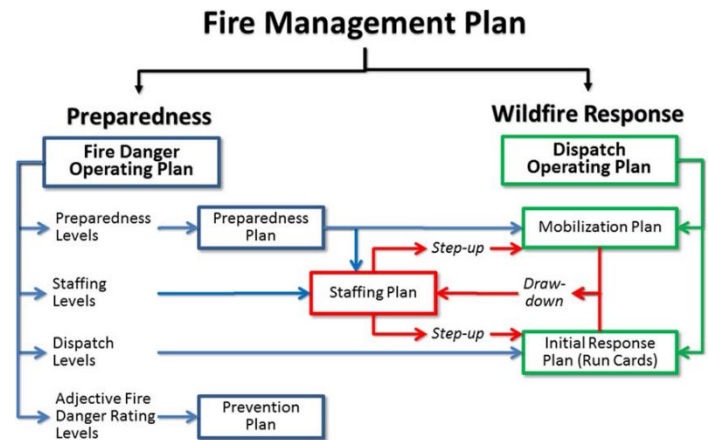 Fire Management Plan
Preparedness
Wildfire Response
Fire Danger
Operating Plan
Dispatch
Operating Plan
Preparedness
Levels
Preparedness
Plan
Mobilization Plan
Step-up
Staffing
Levels
Staffing Plan
Draw-
down
Step-up
Dispatch
Levels
Initial Response
Plan (Run Cards)
Adjective Fire
Danger Rating
Levels
Prevention
Plan